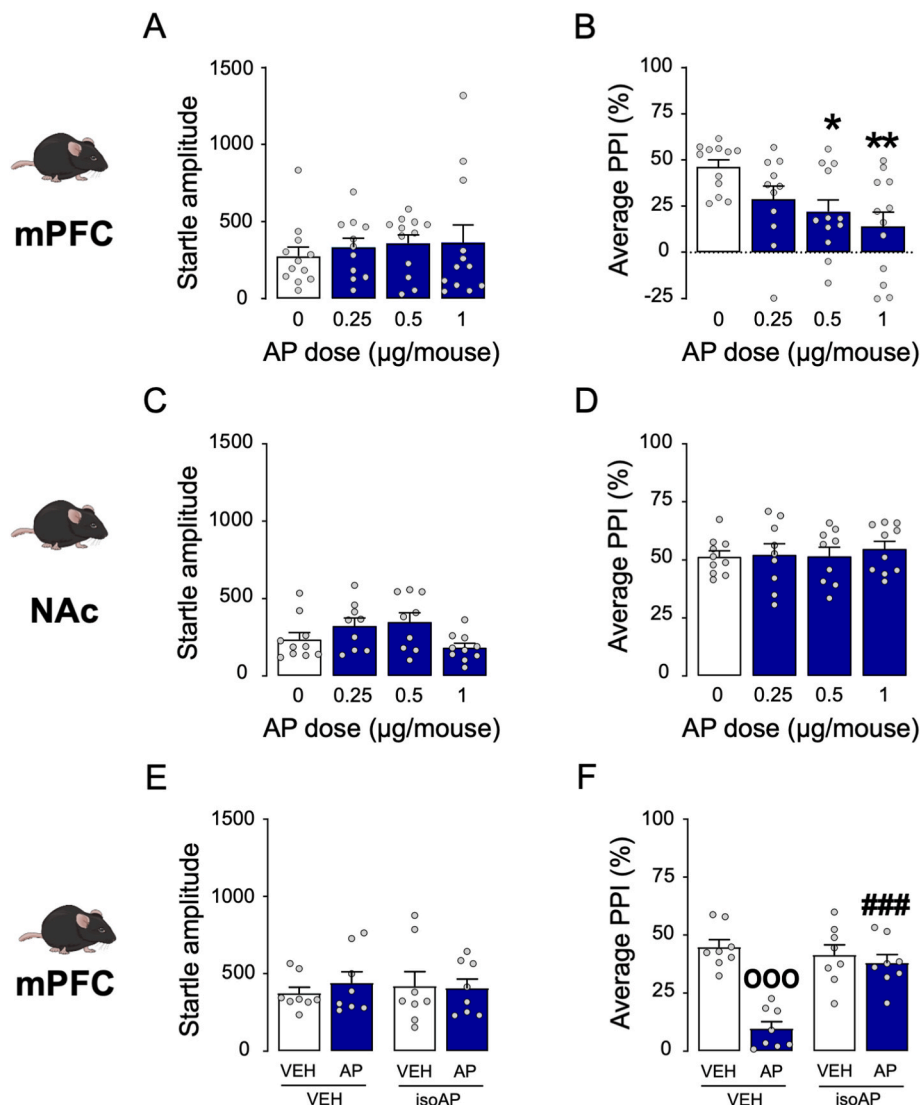 A
B
mPFC
Startle amplitude
1500
1000
500
0
0 0.25 0.5 1
AP dose (µg/mouse)
Average PPI (%)
100
75
50
25
0
-25
*
**
0 0.25 0.5 1
AP dose (µg/mouse)
C
D
NAc
Startle amplitude
1500
1000
500
0
0 0.25 0.5 1
AP dose (µg/mouse)
Average PPI (%)
100
75
50
25
0
0 0.25 0.5 1
AP dose (µg/mouse)
E
F
mPFC
Startle amplitude
1500
1000
500
0
VEH AP VEH AP
VEH isoAP
Average PPI (%)
100
75
50
25
0
ooo
###
VEH AP VEH AP
VEH isoAP